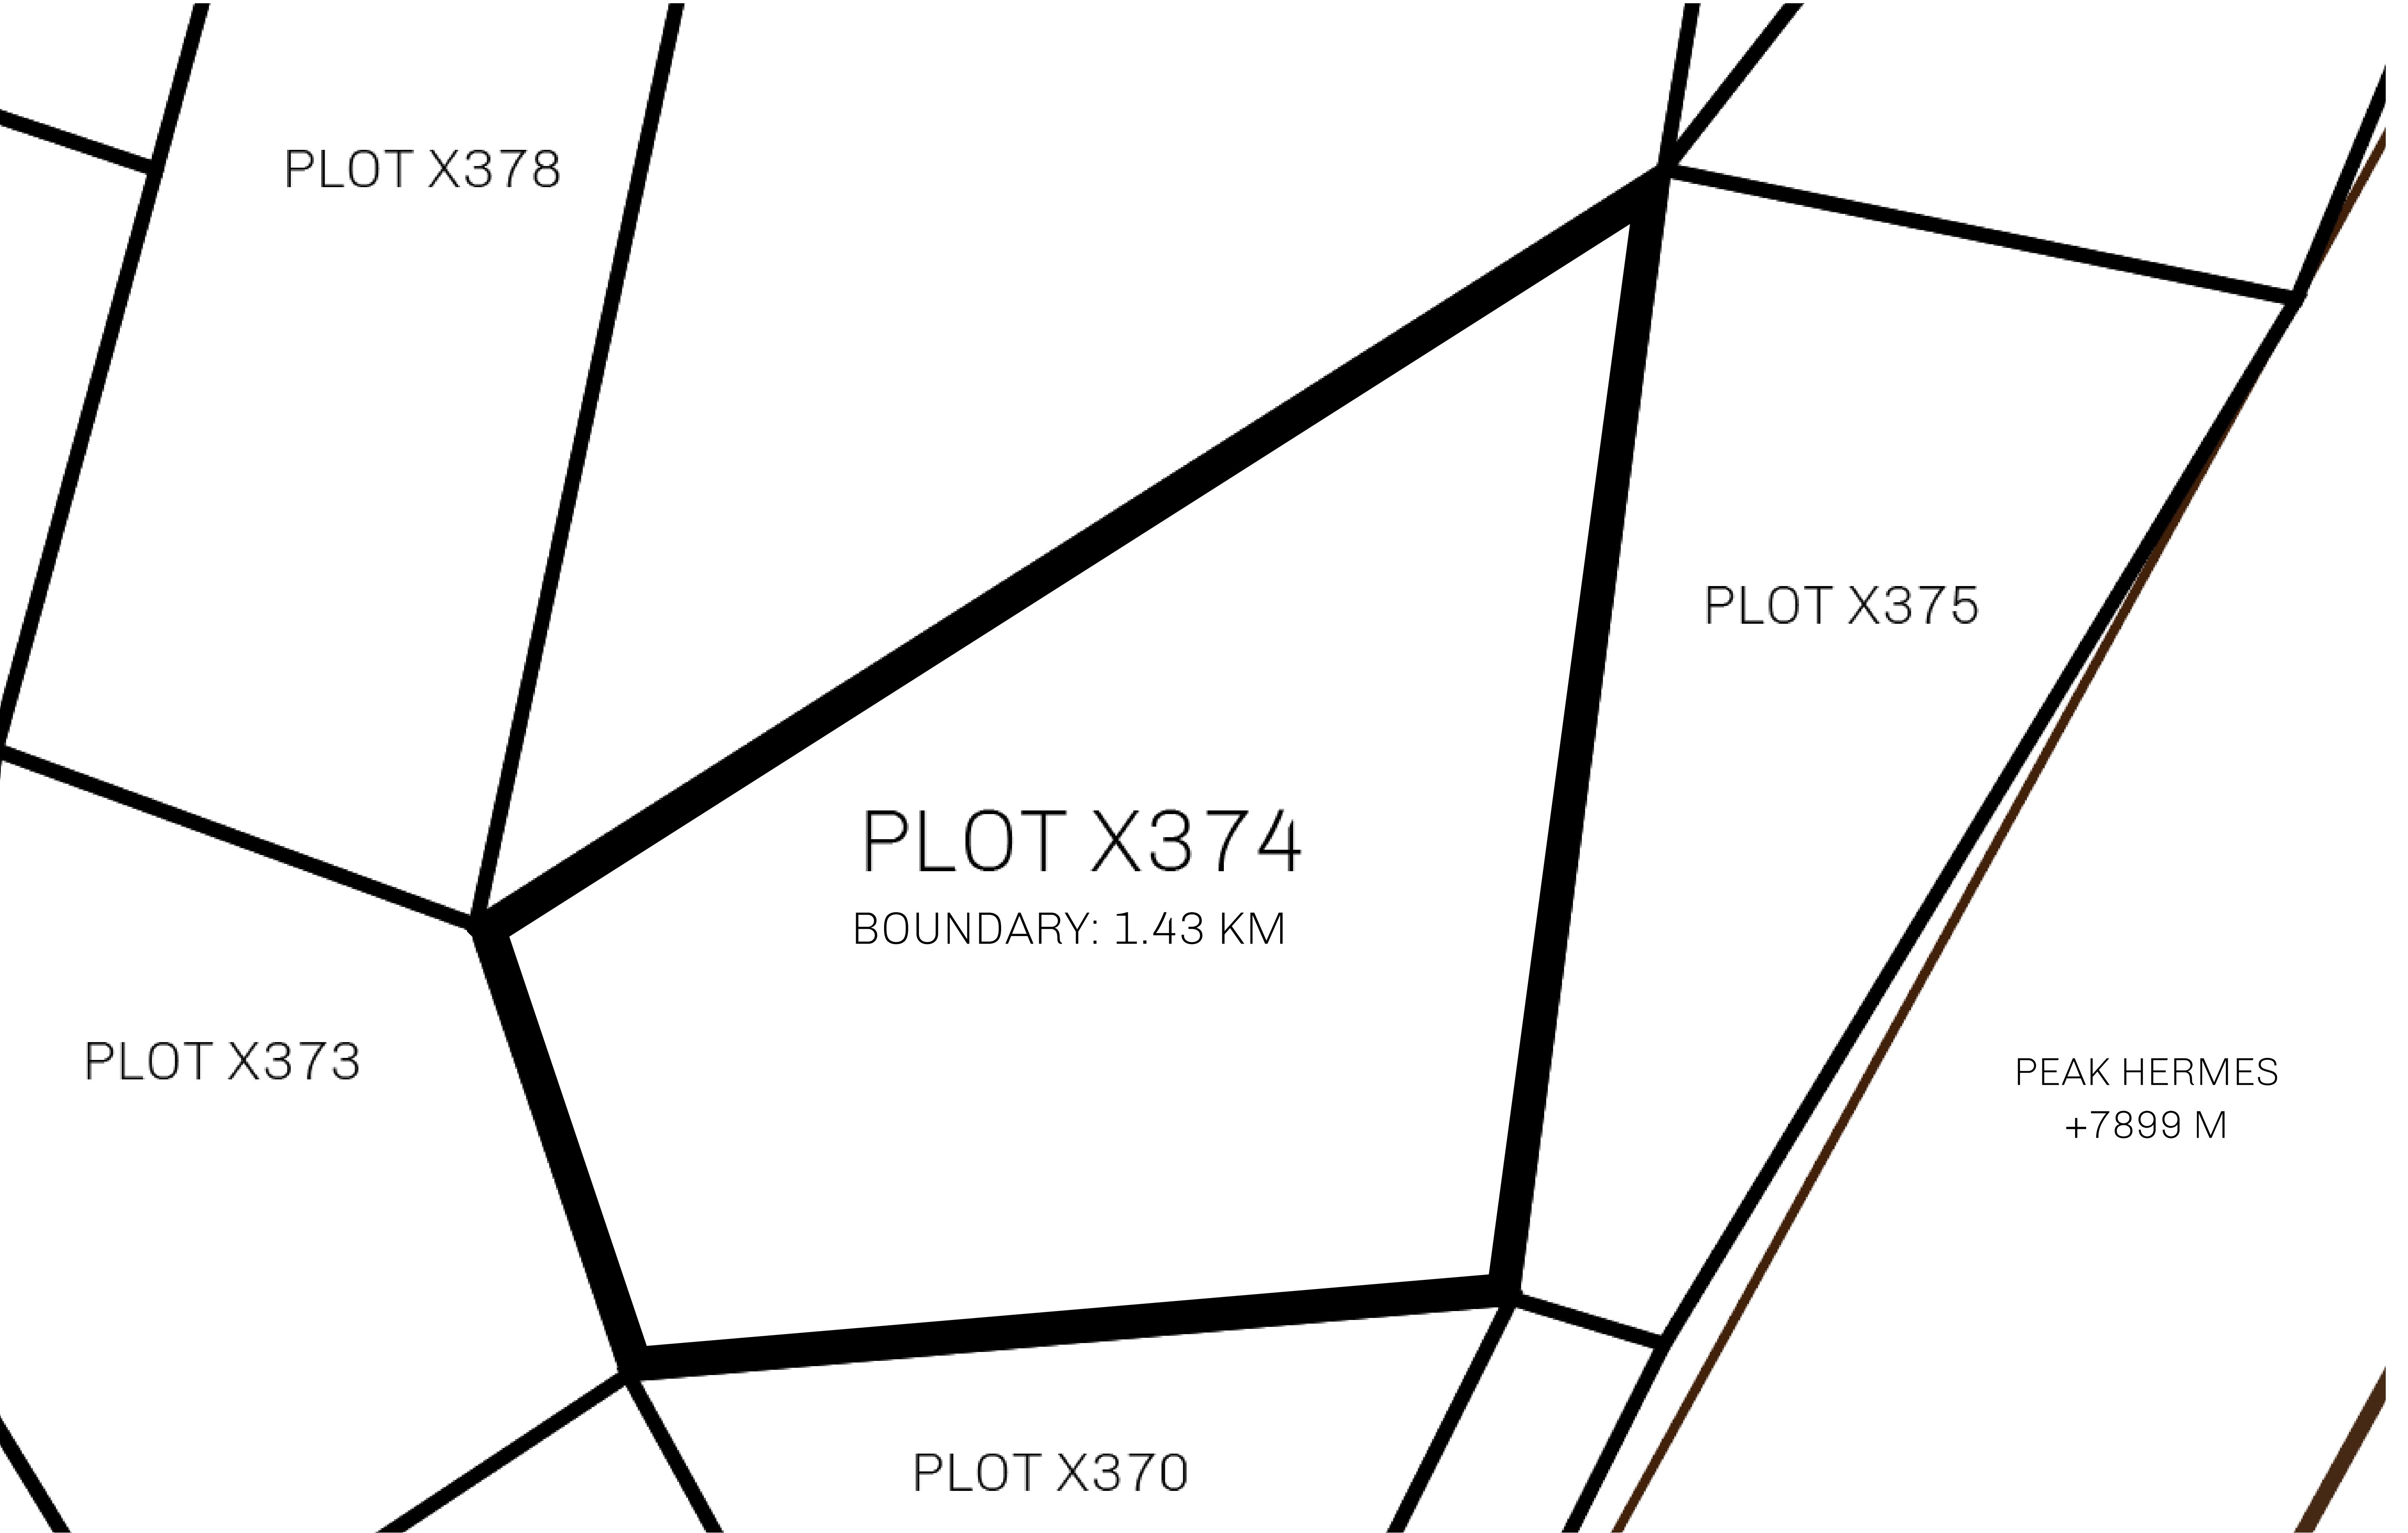 PLOT X378
PLOT X375
PLOT X374
BOUNDARY: 1.43 KM
PLOT X373
PEAK HERMES
+7899 M
PLOT X370